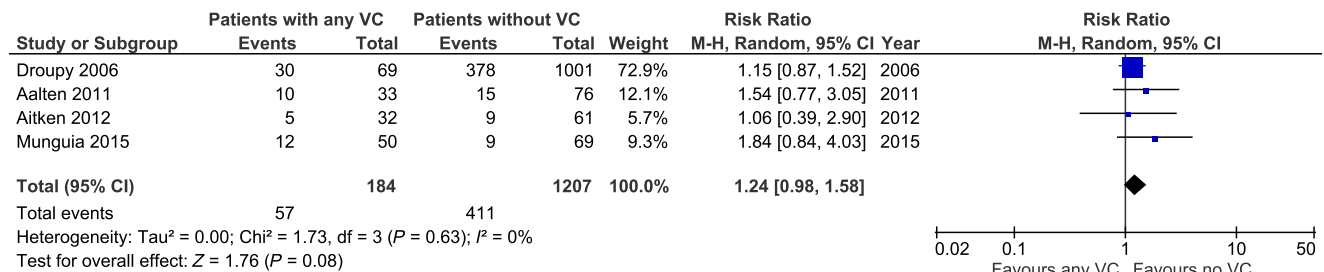 Patients with any VC Patients without VC Risk Ratio Risk Ratio
Study or Subgroup Events Total Events Total Weight M-H, Random, 95% CI Year M-H, Random, 95% CI
Droupy 2006 30 69 378 1001 72.9% 1.15 [0.87, 1.52] 2006
Aalten 2011 10 33 15 76 12.1% 1.54 [0.77, 3.05] 2011
Aitken 2012 5 32 9 61 5.7% 1.06 [0.39, 2.90] 2012
Munguia 2015 12 50 9 69 9.3% 1.84 [0.84, 4.03] 2015
Total (95% CI) 184 1207 100.0% 1.24 [0.98, 1.58]
Total events 57 411
Heterogeneity: Tau² = 0.00; Chi² = 1.73, df = 3 (P = 0.63); I² = 0%
Test for overall effect: Z = 1.76 (P = 0.08)
0.02 0.1 1 10 50
Favours any VC Favours no VC